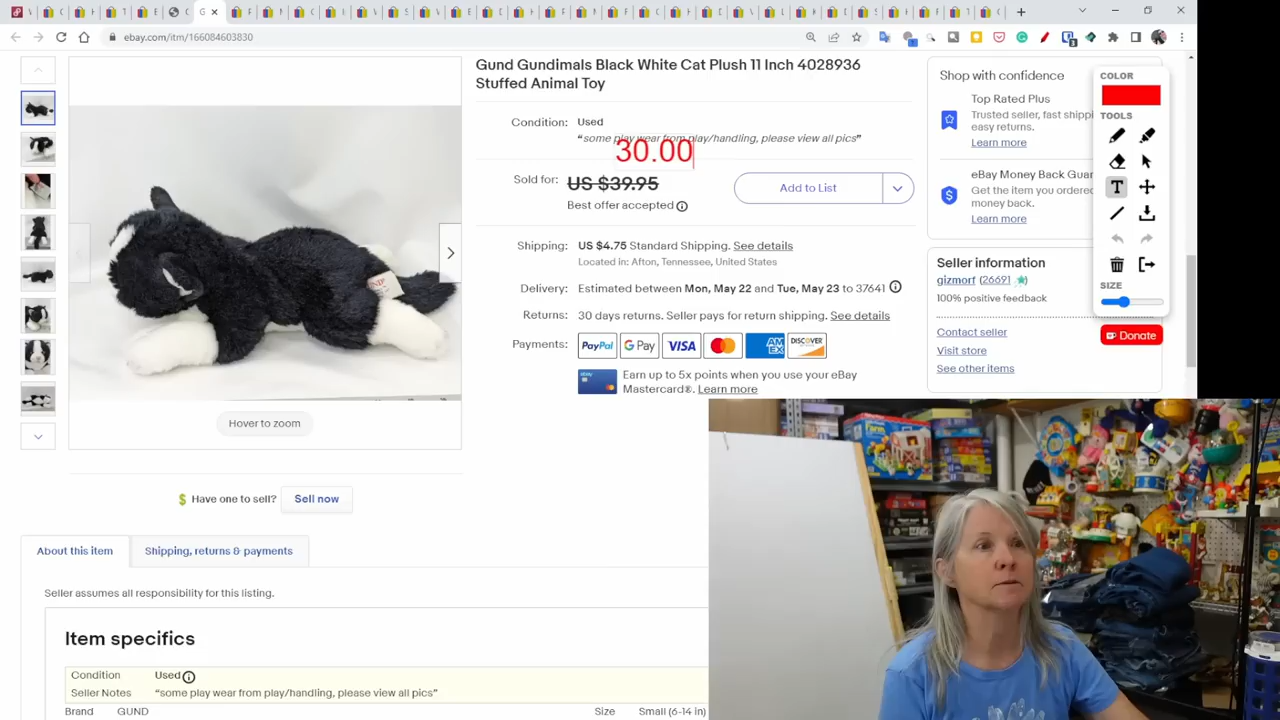 ebay.com/itm/166084603830
Gund Gundimals Black White Cat Plush 11 Inch 4028936
Stuffed Animal Toy
Condition: Used
“some play wear from play/handling, please view all pics”
30.00
Sold for: US $39.95
Best offer accepted
Add to List
Shipping: US $4.75 Standard Shipping. See details
Located in: Afton, Tennessee, United States
Delivery: Estimated between Mon, May 22 and Tue, May 23 to 37641
Returns: 30 days returns. Seller pays for return shipping. See details
Payments: PayPal G Pay VISA AM EX DISCOVER
Earn up to 5x points when you use your eBay
Mastercard®. Learn more
Hover to zoom
Have one to sell? Sell now
About this item
Shipping, returns & payments
Seller assumes all responsibility for this listing.
Item specifics
Condition Used
Seller Notes “some play wear from play/handling, please view all pics”
Brand GUND Size Small (6-14 in)
Shop with confidence
Top Rated Plus
Trusted seller, fast shippi
easy returns.
Learn more
eBay Money Back Guar
Get the item you ordere
money back.
Learn more
Seller information
gizmorf (26691)
100% positive feedback
Contact seller
Visit store
See other items
COLOR
TOOLS
T
SIZE
Donate